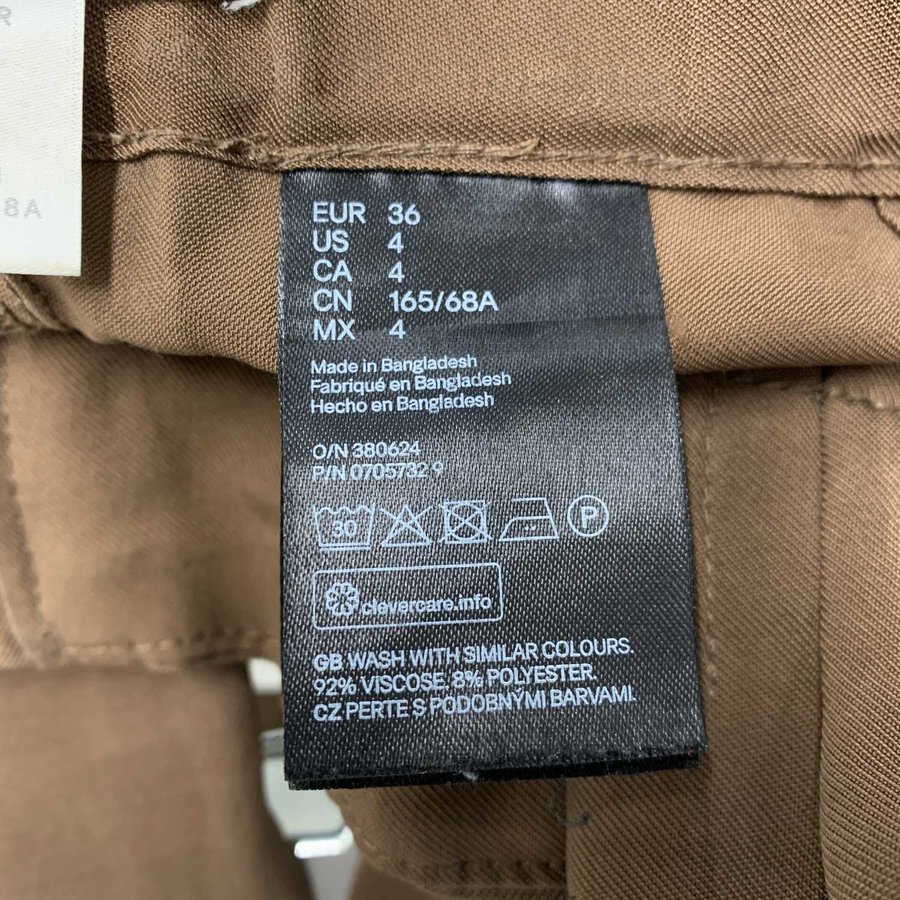 R
8A
EUR 36
US 4
CA 4
CN 165/68A
MX 4
Made in Bangladesh
Fabriqué en Bangladesh
Hecho en Bangladesh
O/N 380624
P/N 0705732 9
30
P
clevercare.info
GB WASH WITH SIMILAR COLOURS.
92% VISCOSE, 8% POLYESTER.
CZ PERTE S PODOBNÝMI BARVAMI.